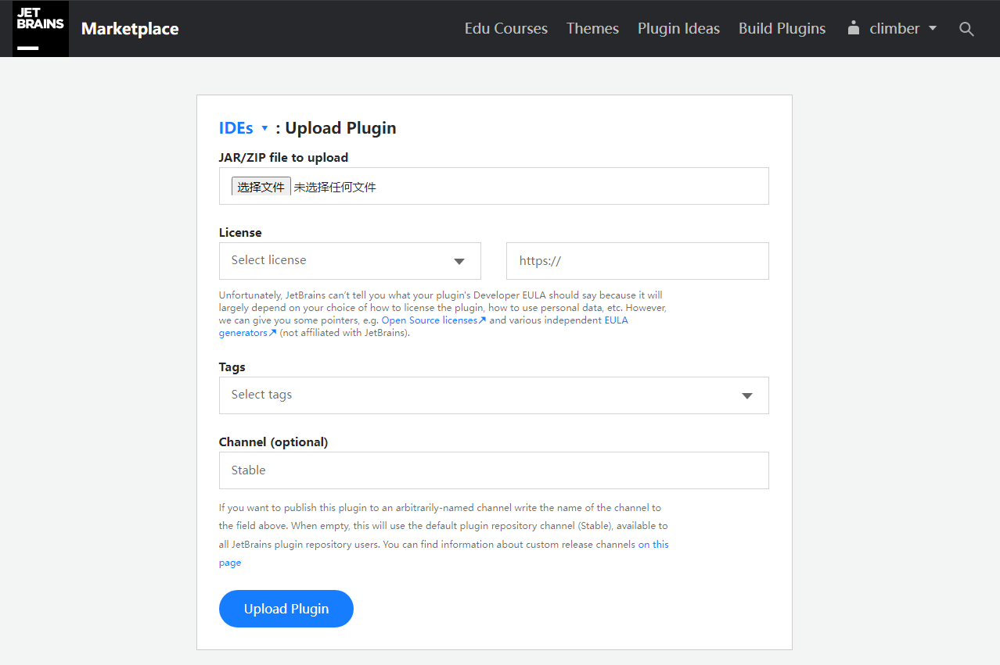 JET
BRAINS
Marketplace
Edu Courses
Themes
Plugin Ideas
Build Plugins
climber
IDEs : Upload Plugin
JAR/ZIP file to upload
选择文件 未选择任何文件
License
Select license
https://
Unfortunately, JetBrains can't tell you what your plugin's Developer EULA should say because it will
largely depend on your choice of how to license the plugin, how to use personal data, etc. However,
we can give you some pointers, e.g. Open Source licenses↗ and various independent EULA
generators↗ (not affiliated with JetBrains).
Tags
Select tags
Channel (optional)
Stable
If you want to publish this plugin to an arbitrarily-named channel write the name of the channel to
the field above. When empty, this will use the default plugin repository channel (Stable), available to
all JetBrains plugin repository users. You can find information about custom release channels on this
page
Upload Plugin